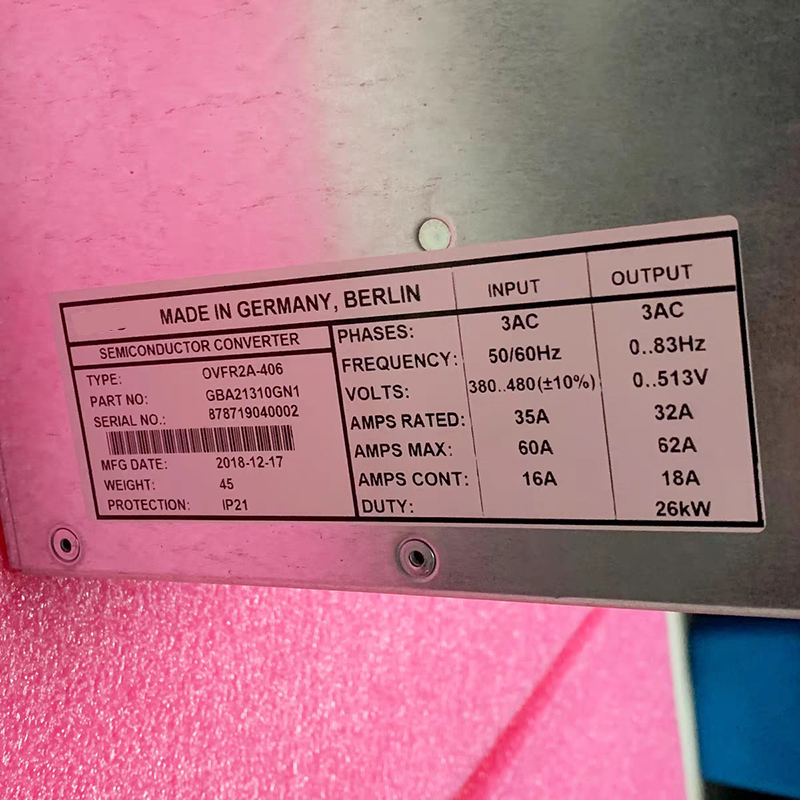 MADE IN GERMANY, BERLIN INPUT OUTPUT
SEMICONDUCTOR CONVERTER
TYPE: OVFR2A-406
PART NO: GBA21310GN1
SERIAL NO.: 878719040002
MFG DATE: 2018-12-17
WEIGHT: 45
PROTECTION: IP21
PHASES: 3AC 3AC
FREQUENCY: 50/60Hz 0..83Hz
VOLTS: 380..480(±10%) 0..513V
AMPS RATED: 35A 32A
AMPS MAX: 60A 62A
AMPS CONT: 16A 18A
DUTY: 26kW